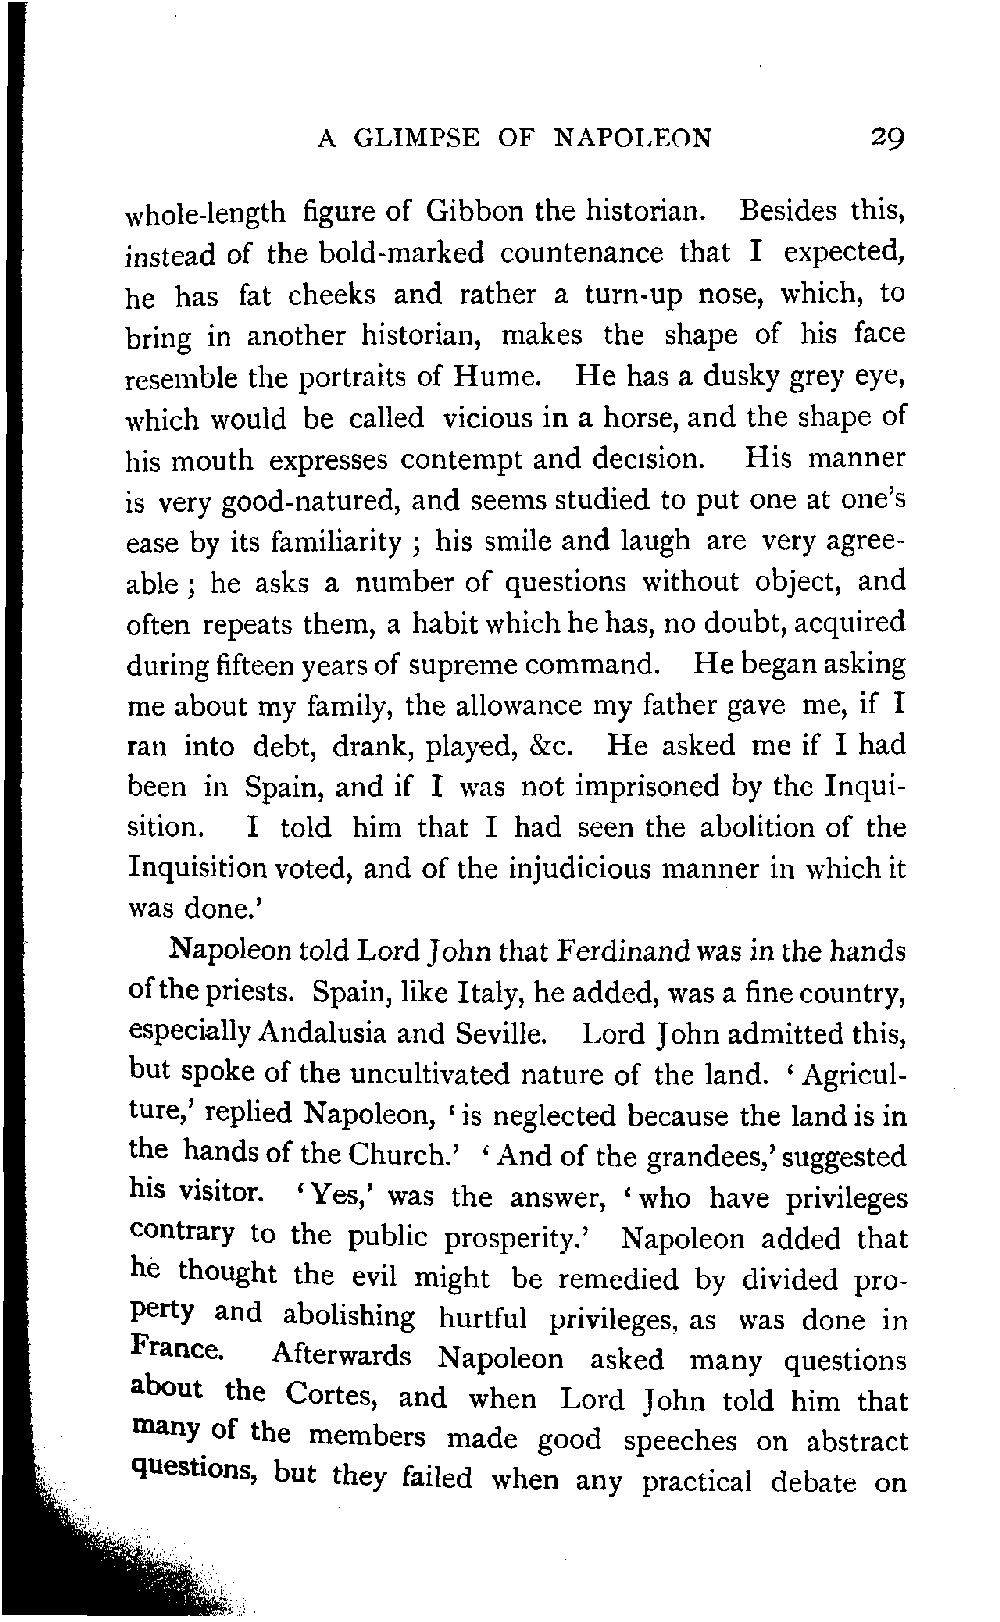 A GLIMPSE OF NAPOLEON 29
whole-length figure of Gibbon the historian. Besides this,
instead of the bold-marked countenance that I expected,
he has fat cheeks and rather a turn-up nose, which, to
bring in another historian, makes the shape of his face
resemble the portraits of Hume. He has a dusky grey eye,
which would be called vicious in a horse, and the shape of
his mouth expresses contempt and decision. His manner
is very good-natured, and seems studied to put one at one's
ease by its familiarity ; his smile and laugh are very agree-
able ; he asks a number of questions without object, and
often repeats them, a habit which he has, no doubt, acquired
during fifteen years of supreme command. He began asking
me about my family, the allowance my father gave me, if I
ran into debt, drank, played, &c. He asked me if I had
been in Spain, and if I was not imprisoned by the Inqui-
sition. I told him that I had seen the abolition of the
Inquisition voted, and of the injudicious manner in which it
was done.'
Napoleon told Lord John that Ferdinand was in the hands
of the priests. Spain, like Italy, he added, was a fine country,
especially Andalusia and Seville. Lord John admitted this,
but spoke of the uncultivated nature of the land. ' Agricul-
ture,' replied Napoleon, ' is neglected because the land is in
the hands of the Church.' ' And of the grandees,' suggested
his visitor. ' Yes,' was the answer, ' who have privileges
contrary to the public prosperity.' Napoleon added that
he thought the evil might be remedied by divided pro-
perty and abolishing hurtful privileges, as was done in
France. Afterwards Napoleon asked many questions
about the Cortes, and when Lord John told him that
many of the members made good speeches on abstract
questions, but they failed when any practical debate on